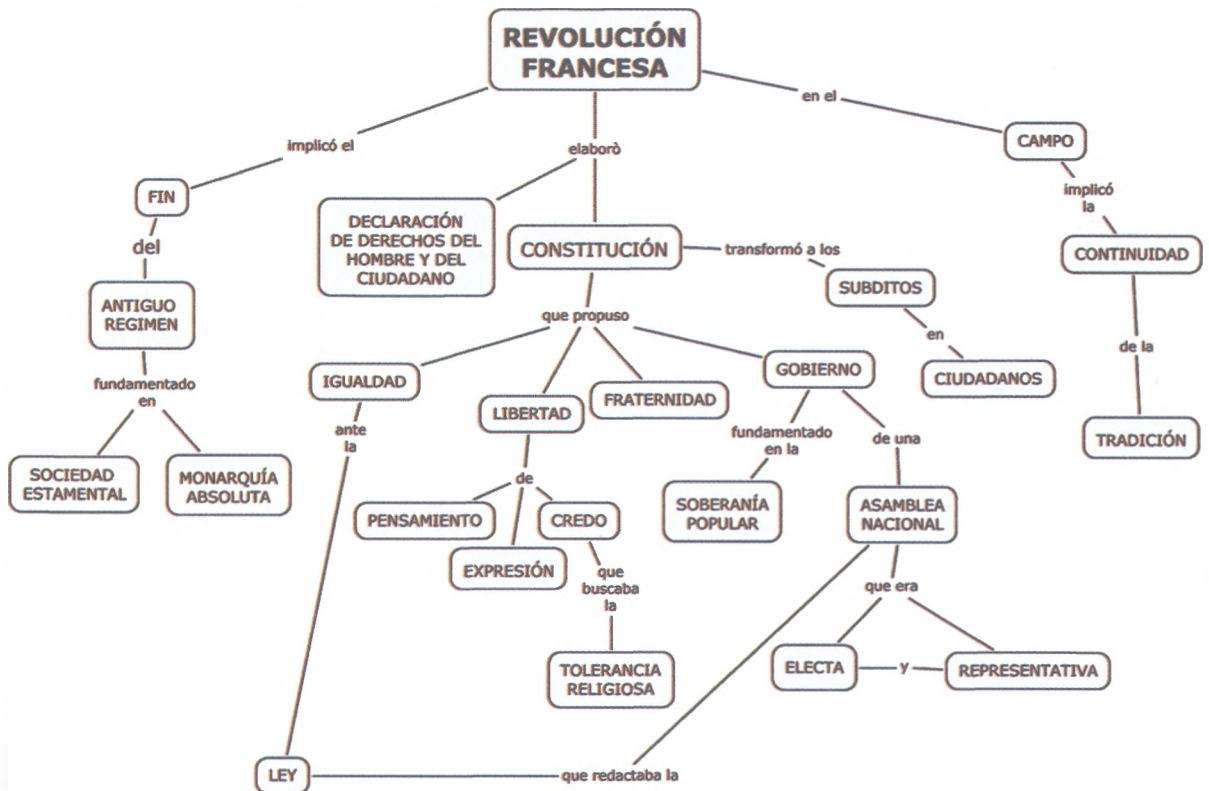 REVOLUCIÓN
FRANCESA
implicó el
elaborò
en el
FIN
del
ANTIGUO
REGIMEN
fundamentado
en
SOCIEDAD
ESTAMENTAL
MONARQUÍA
ABSOLUTA
DECLARACIÓN
DE DERECHOS DEL
HOMBRE Y DEL
CIUDADANO
CONSTITUCIÓN
transformó a los
SUBDITOS
en
CIUDADANOS
que propuso
IGUALDAD
ante
la
LIBERTAD
de
PENSAMIENTO
EXPRESIÓN
CREDO
que
buscaba
la
TOLERANCIA
RELIGIOSA
FRATERNIDAD
GOBIERNO
fundamentado
en la
SOBERANÍA
POPULAR
de una
ASAMBLEA
NACIONAL
que era
ELECTA
y
REPRESENTATIVA
que redactaba la
LEY
CAMPO
implicó
la
CONTINUIDAD
de la
TRADICIÓN